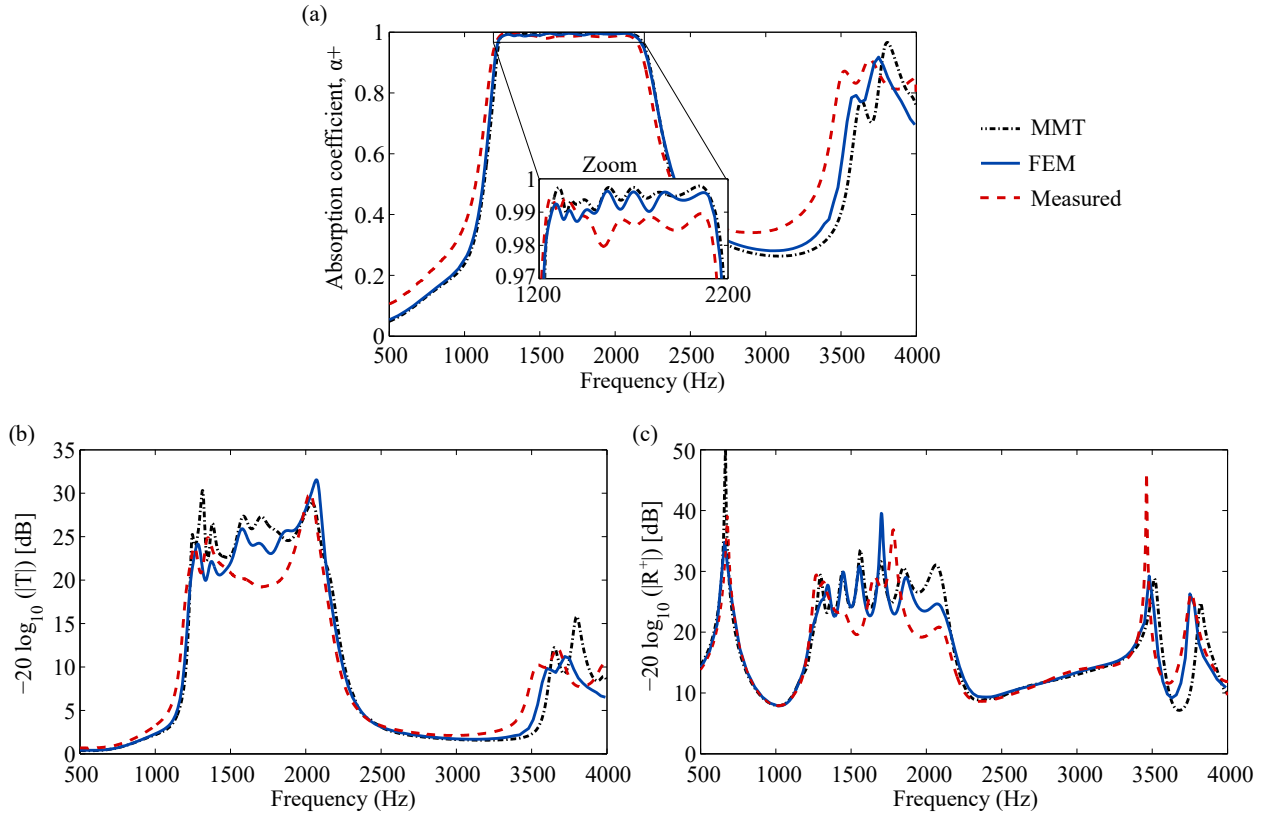 (a)
Absorption coefficient, α+
1
0.8
0.6
0.4
0.2
0
500 1000 1500 2000 2500 3000 3500 4000
Frequency (Hz)
Zoom
1
0.99
0.98
0.97
1200 2200
MMT
FEM
Measured
(b)
−20 log10 (|T|) [dB]
35
30
25
20
15
10
5
0
500 1000 1500 2000 2500 3000 3500 4000
Frequency (Hz)
(c)
−20 log10 (|R+|) [dB]
50
40
30
20
10
0
500 1000 1500 2000 2500 3000 3500 4000
Frequency (Hz)